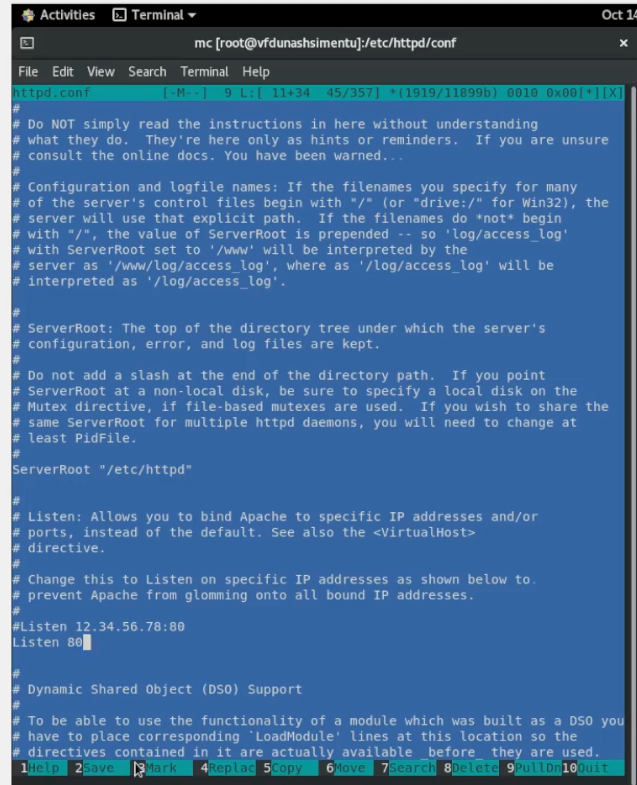 Activities Terminal Oct 14
mc [root@vfdunashsimentu]:/etc/httpd/conf ×
File Edit View Search Terminal Help
httpd.conf [-M--] 9 L:[ 11+34 45/357] *(1919/11899b) 0010 0x00[*][X]
#
# Do NOT simply read the instructions in here without understanding
# what they do.  They're here only as hints or reminders.  If you are unsure
# consult the online docs. You have been warned...
#
# Configuration and logfile names: If the filenames you specify for many
# of the server's control files begin with "/" (or "drive:/" for Win32), the
# server will use that explicit path.  If the filenames do *not* begin
# with "/", the value of ServerRoot is prepended -- so 'log/access_log'
# with ServerRoot set to '/www' will be interpreted by the
# server as '/www/log/access_log', where as '/log/access_log' will be
# interpreted as '/log/access_log'.
#
# ServerRoot: The top of the directory tree under which the server's
# configuration, error, and log files are kept.
#
# Do not add a slash at the end of the directory path.  If you point
# ServerRoot at a non-local disk, be sure to specify a local disk on the
# Mutex directive, if file-based mutexes are used.  If you wish to share the
# same ServerRoot for multiple httpd daemons, you will need to change at
# least PidFile.
#
ServerRoot "/etc/httpd"
#
# Listen: Allows you to bind Apache to specific IP addresses and/or
# ports, instead of the default. See also the <VirtualHost>
# directive.
#
# Change this to Listen on specific IP addresses as shown below to.
# prevent Apache from glomming onto all bound IP addresses.
#
#Listen 12.34.56.78:80
Listen 80
#
# Dynamic Shared Object (DSO) Support
#
# To be able to use the functionality of a module which was built as a DSO you
# have to place corresponding `LoadModule' lines at this location so the
# directives contained in it are actually available _before_ they are used.
1Help 2Save 3Mark 4Replac 5Copy 6Move 7Search 8Delete 9PullDn 10Quit